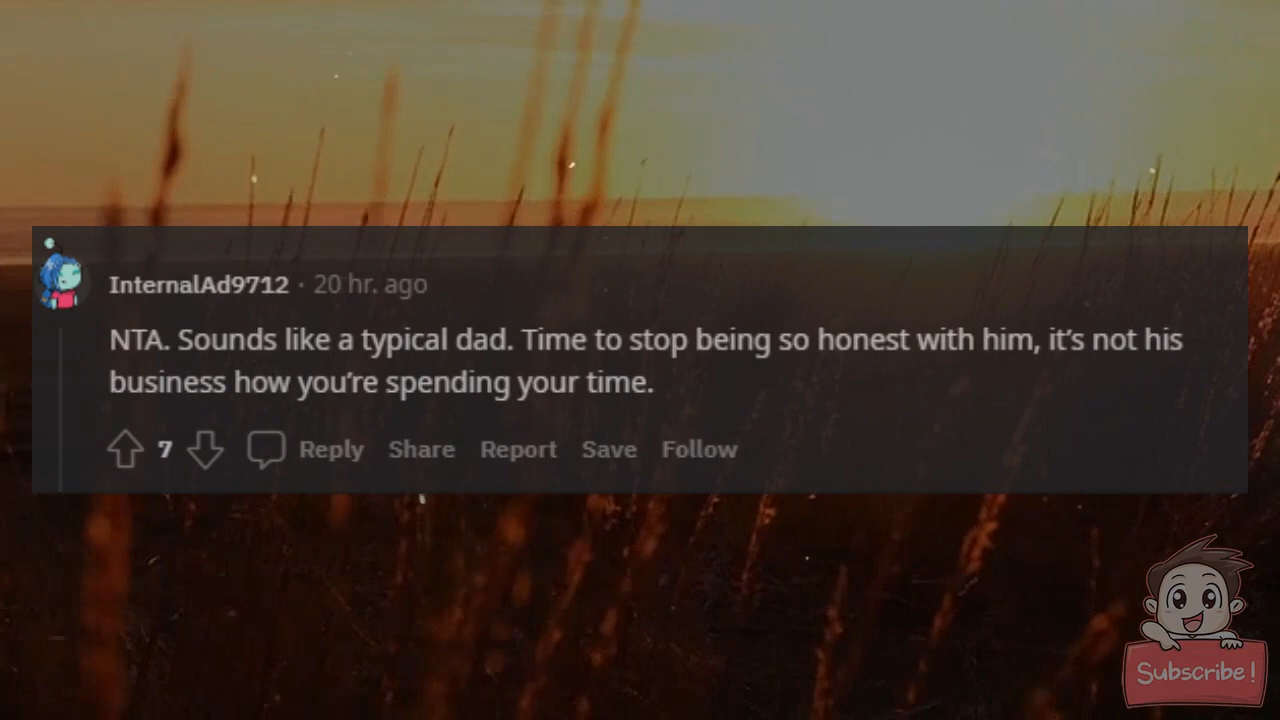 InternalAd9712 · 20 hr. ago
NTA. Sounds like a typical dad. Time to stop being so honest with him, it’s not his
business how you’re spending your time.
7 Reply Share Report Save Follow
Subscribe!